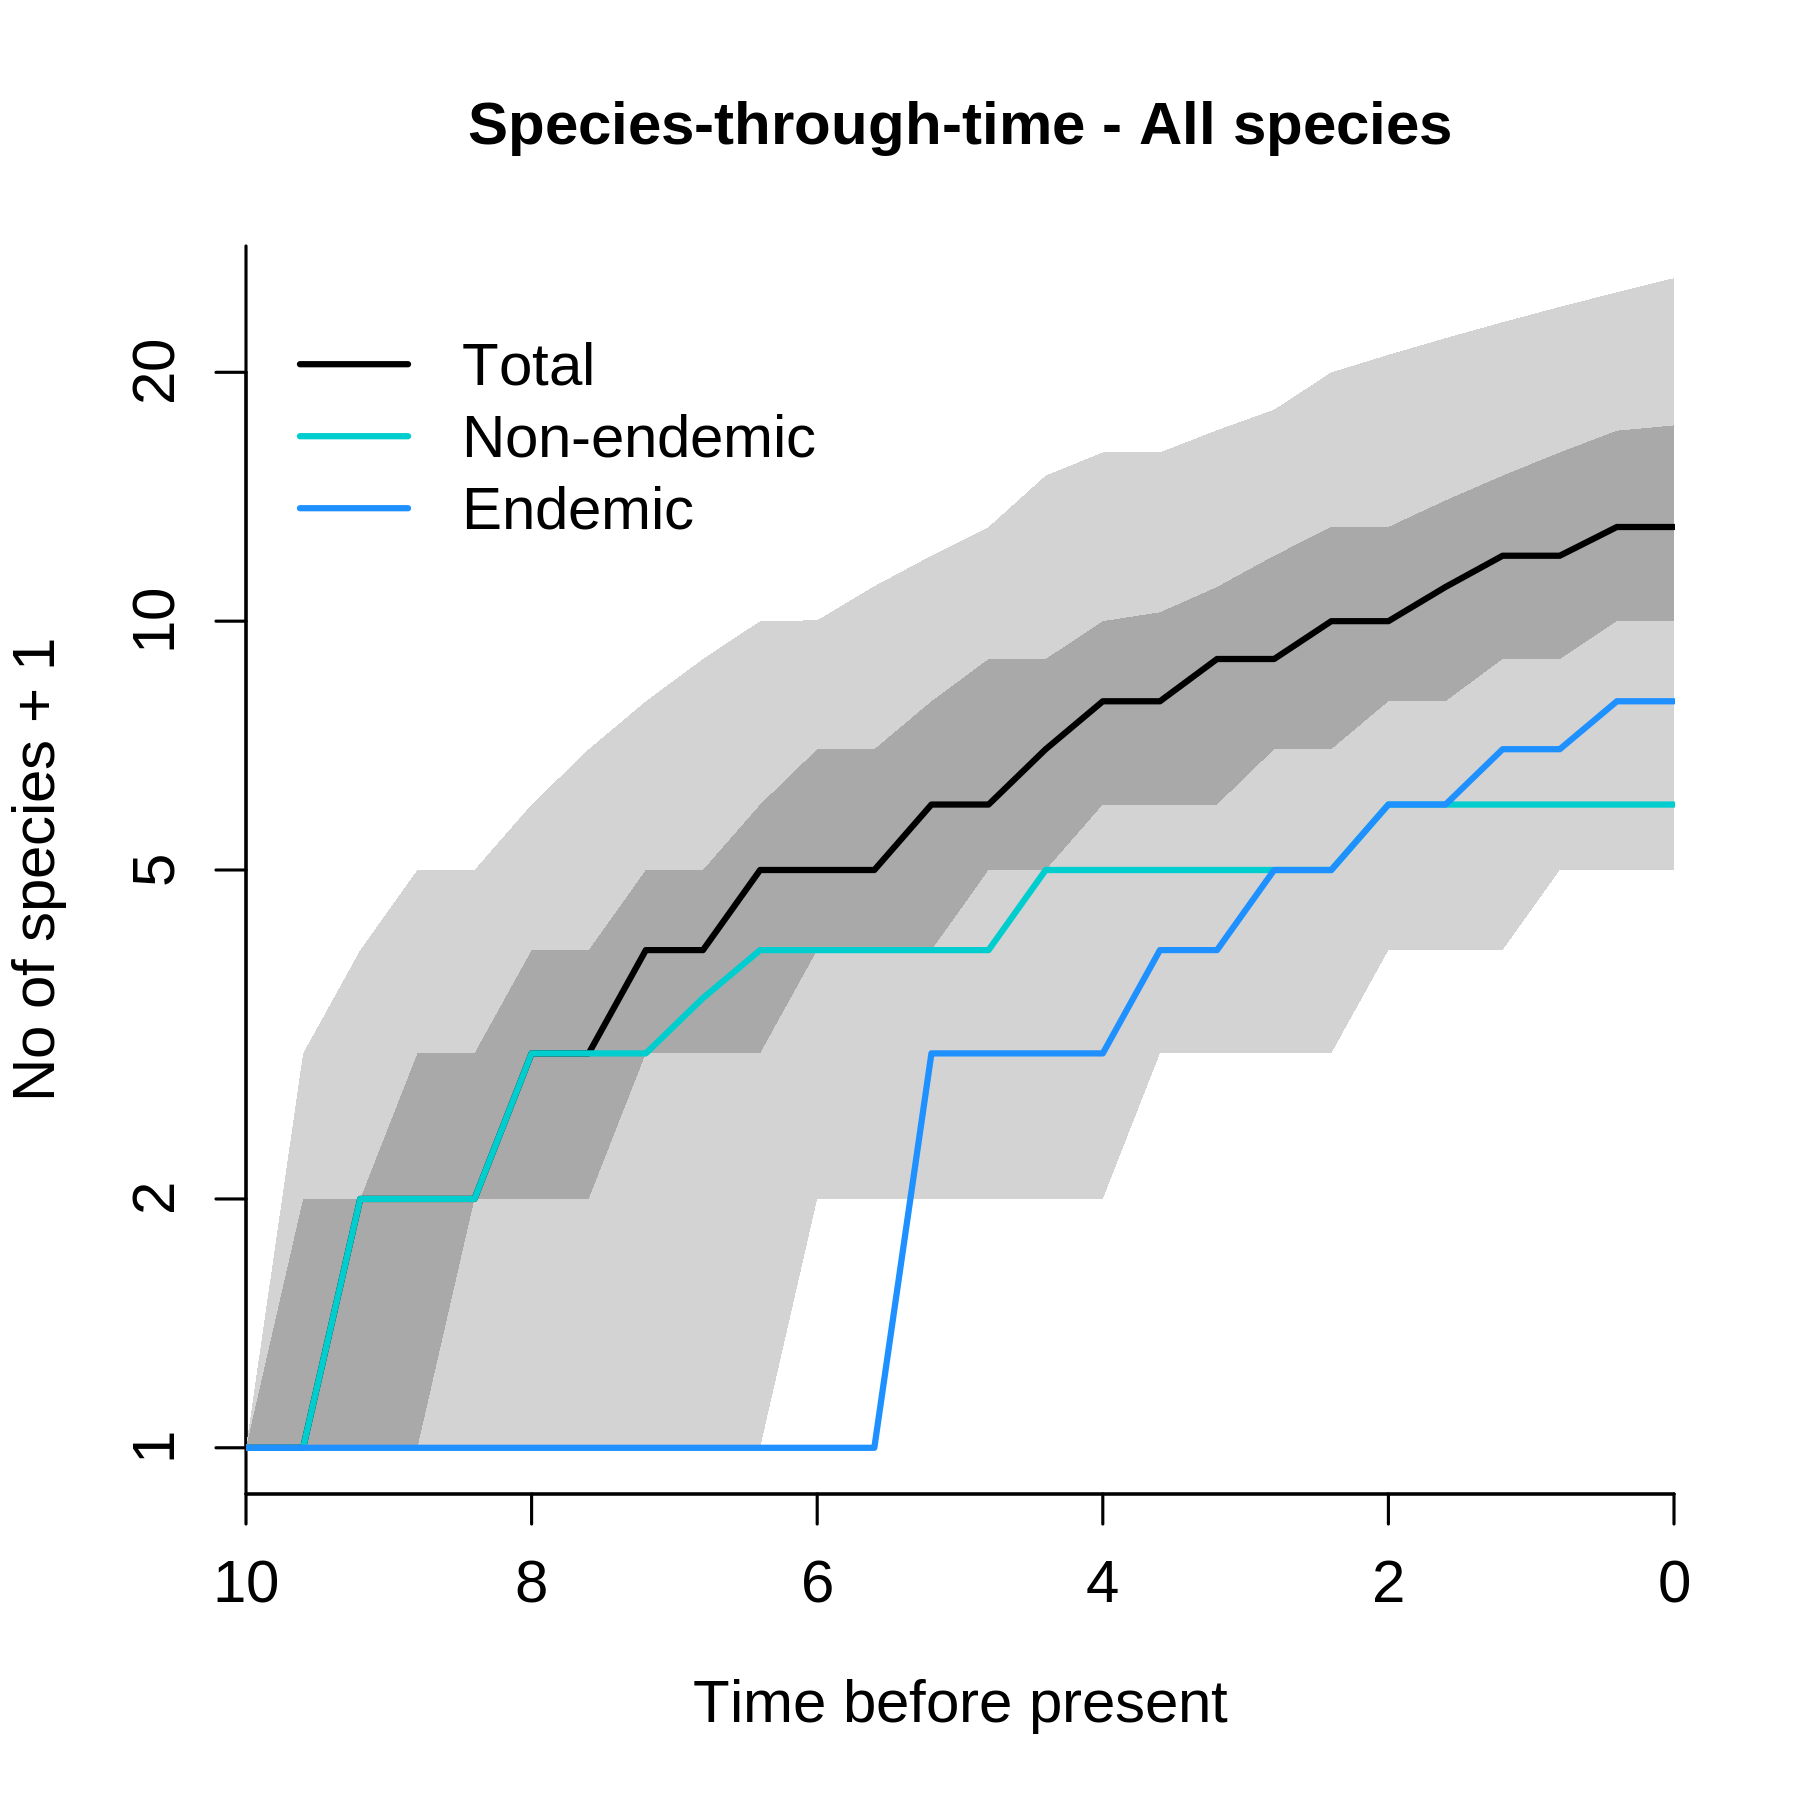 Species-through-time - All species
Total
Non-endemic
Endemic
No of species + 1
20
10
5
2
1
10 8 6 4 2 0
Time before present